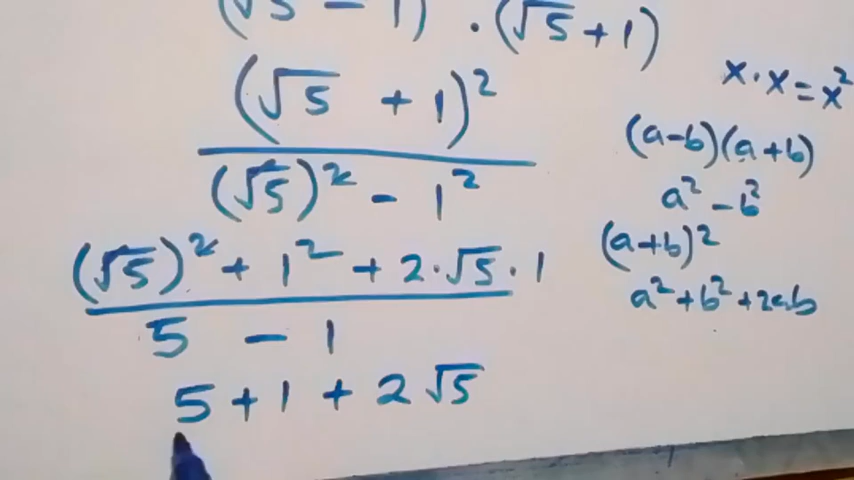 (√5 - 1) · (√5 + 1)
(√5 + 1)²
(√5)² - 1²
(√5)² + 1² + 2·√5·1
5 - 1
5 + 1 + 2√5
x·x = x²
(a-b)(a+b)
a² - b²
(a+b)²
a² + b² + 2ab